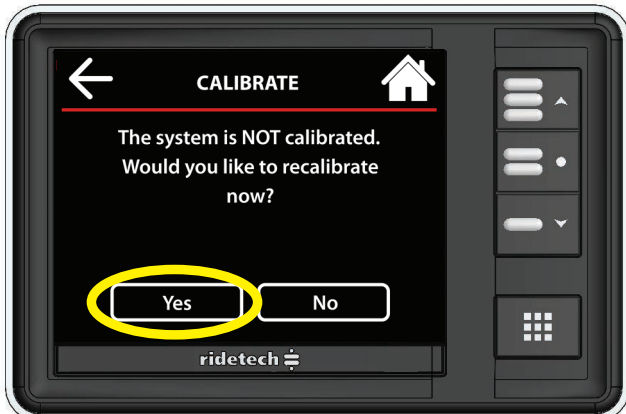 CALIBRATE
The system is NOT calibrated.
Would you like to recalibrate
now?
Yes No
ridetech